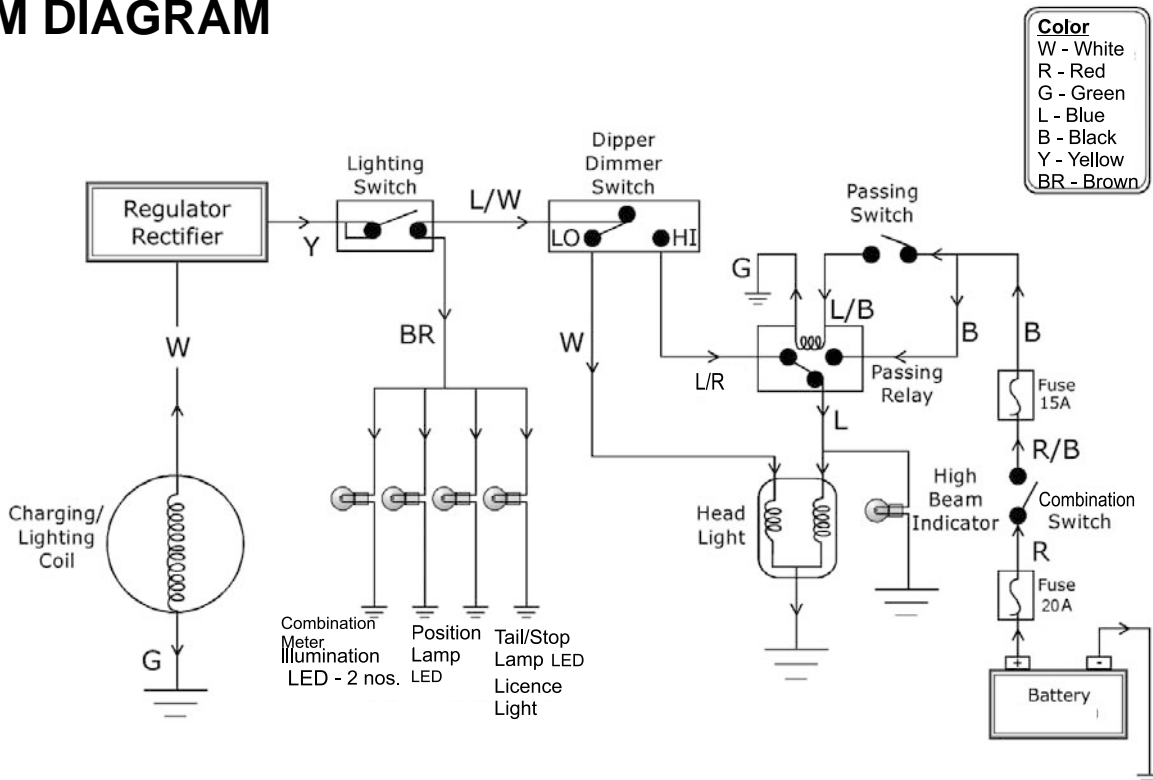 M DIAGRAM
Color
W - White
R - Red
G - Green
L - Blue
B - Black
Y - Yellow
BR - Brown
Regulator
Rectifier
Lighting
Switch
Y
L/W
Dipper
Dimmer
Switch
LO
HI
Passing
Switch
G
L/B
B
B
W
BR
W
L/R
Passing
Relay
L
Fuse
15A
R/B
Combination
Switch
R
Fuse
20A
High
Beam
Indicator
Head
Light
Charging/
Lighting
Coil
G
Combination
Meter
Illumination
LED - 2 nos.
Position
Lamp
LED
Tail/Stop
Lamp LED
Licence
Light
+
-
Battery